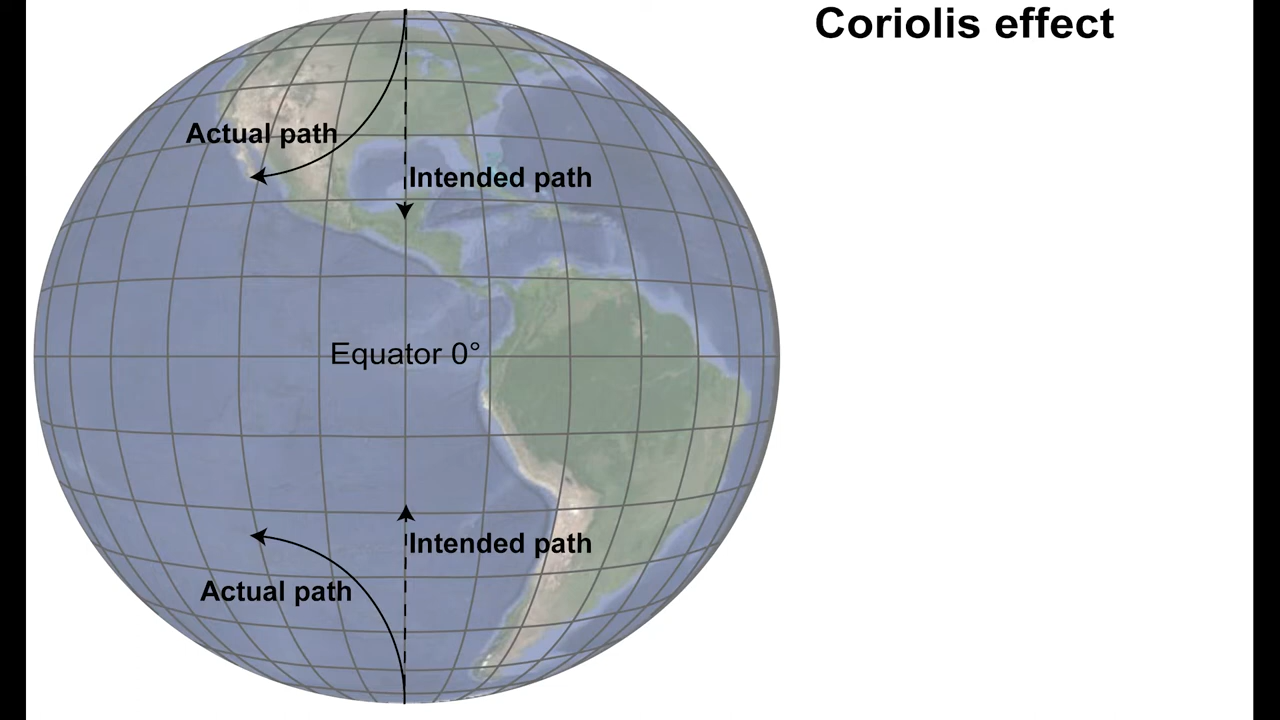 Coriolis effect
Actual path
Intended path
Equator 0°
Intended path
Actual path